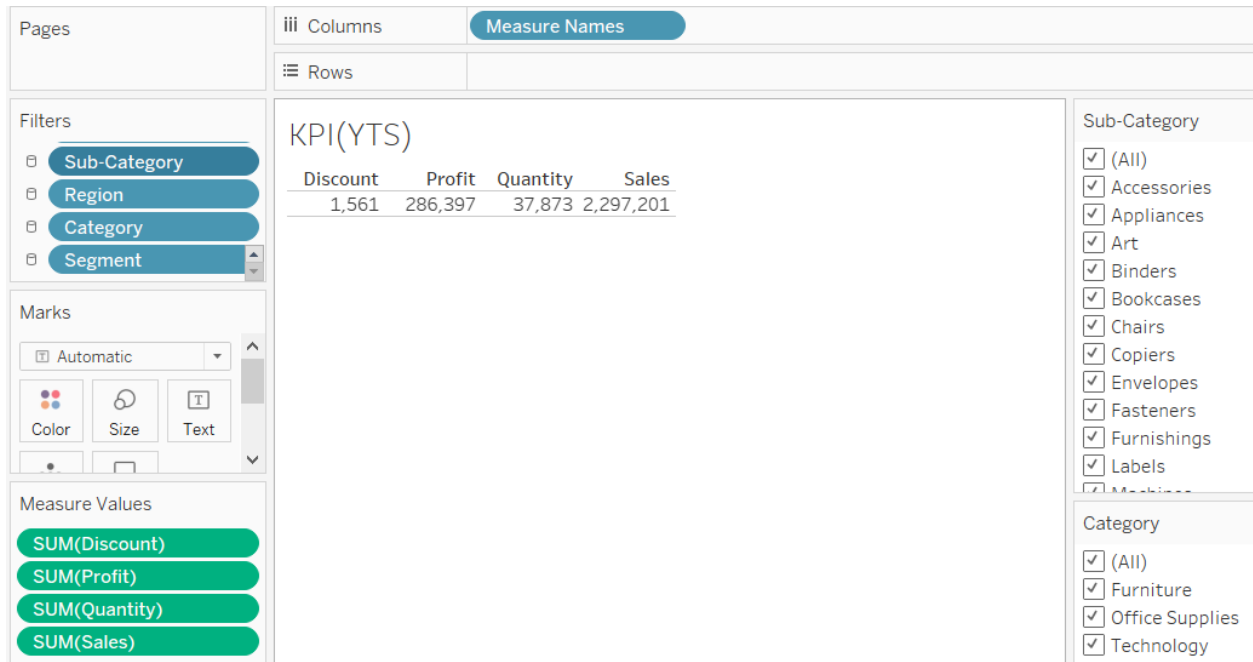 Pages
Columns
Measure Names
Rows
Filters
Sub-Category
Region
Category
Segment
Marks
Automatic
Color
Size
Text
Measure Values
SUM(Discount)
SUM(Profit)
SUM(Quantity)
SUM(Sales)
KPI(YTS)
Discount Profit Quantity Sales
1,561 286,397 37,873 2,297,201
Sub-Category
(All)
Accessories
Appliances
Art
Binders
Bookcases
Chairs
Copiers
Envelopes
Fasteners
Furnishings
Labels
Machines
Category
(All)
Furniture
Office Supplies
Technology